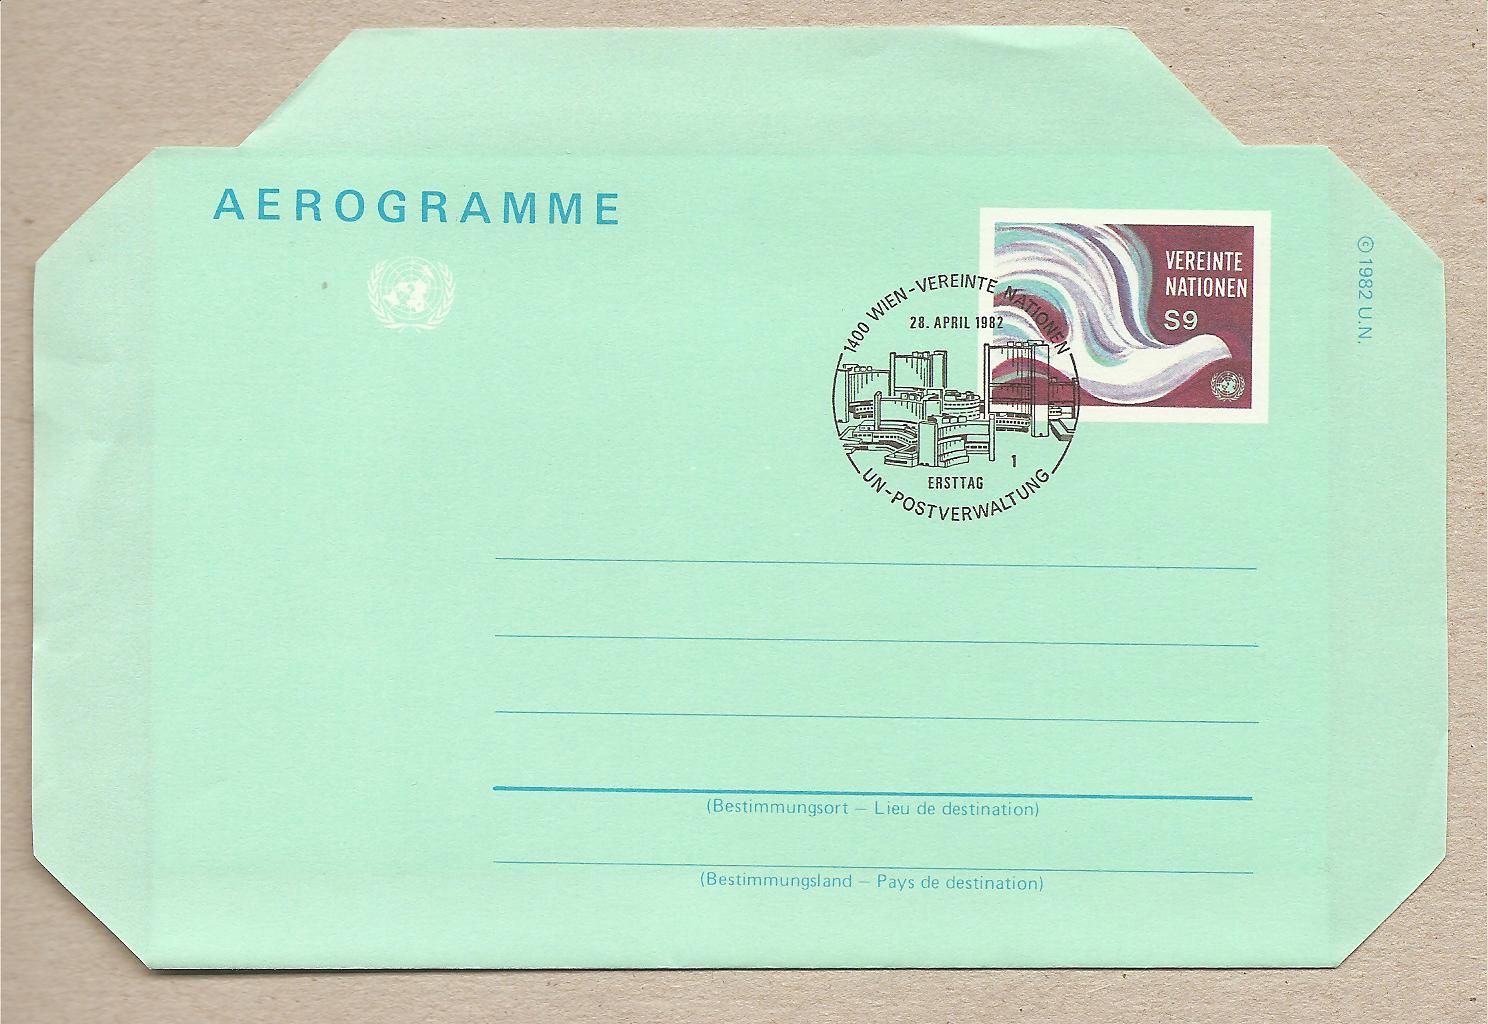 AEROGRAMME
VEREINTE
NATIONEN
S9
© 1982 U.N.
1400 WIEN-VEREINTE NATIONEN
28. APRIL 1982
1
ERSTTAG
UN-POSTVERWALTUNG
(Bestimmungsort — Lieu de destination)
(Bestimmungsland — Pays de destination)